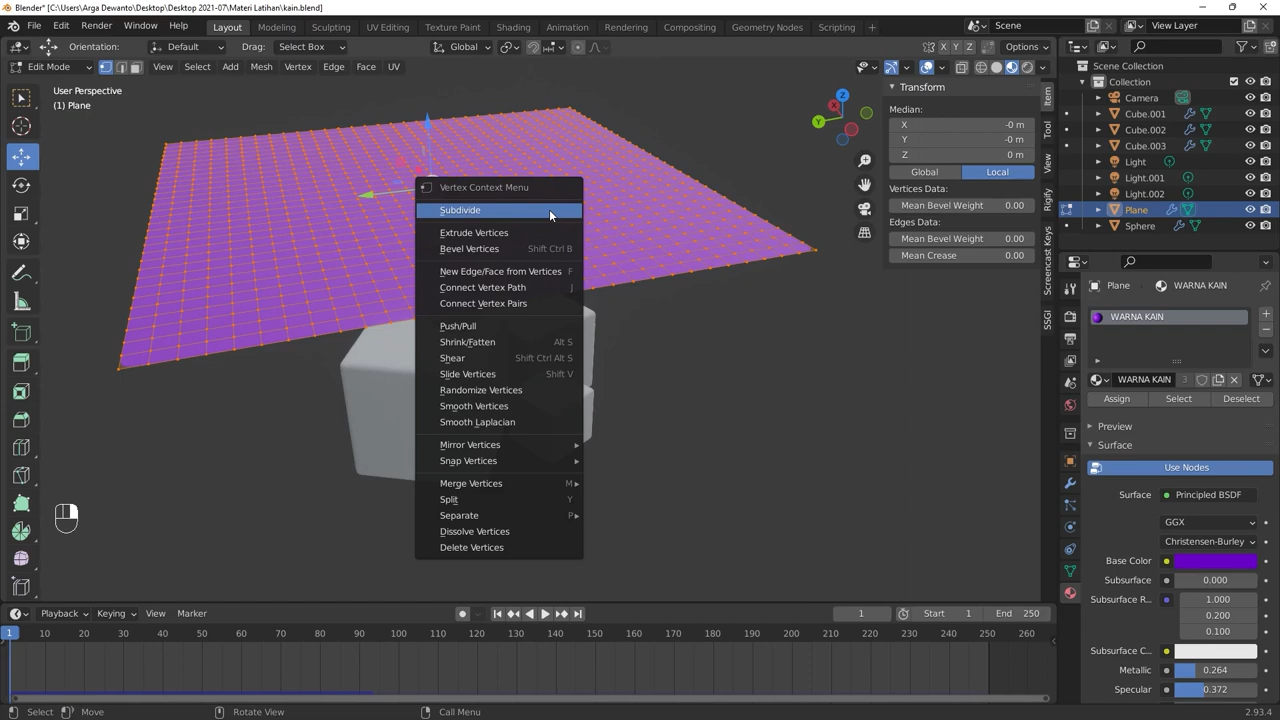 Blender* [C:\Users\Arga Dewanto\Desktop\Desktop 2021-07\Materi Latihan\kain.blend]
File Edit Render Window Help Layout Modeling Sculpting UV Editing Texture Paint Shading Animation Rendering Compositing Geometry Nodes Scripting + Scene View Layer
Orientation: Default Drag: Select Box Global X Y Z Options
Edit Mode View Select Add Mesh Vertex Edge Face UV
User Perspective
(1) Plane
Z
X
Y
Transform
Median:
X -0 m
Y -0 m
Z 0 m
Global Local
Vertices Data:
Mean Bevel Weight 0.00
Edges Data:
Mean Bevel Weight 0.00
Mean Crease 0.00
Item
Tool
View
Rigify
Screencast Keys
SSGI
Vertex Context Menu
Subdivide
Extrude Vertices
Bevel Vertices Shift Ctrl B
New Edge/Face from Vertices F
Connect Vertex Path J
Connect Vertex Pairs
Push/Pull
Shrink/Fatten Alt S
Shear Shift Ctrl Alt S
Slide Vertices Shift V
Randomize Vertices
Smooth Vertices
Smooth Laplacian
Mirror Vertices
Snap Vertices
Merge Vertices M
Split Y
Separate P
Dissolve Vertices
Delete Vertices
Scene Collection
Collection
Camera
Cube.001
Cube.002
Cube.003
Light
Light.001
Light.002
Plane
Sphere
Plane WARNA KAIN
WARNA KAIN
WARNA KAIN 3
Assign Select Deselect
Preview
Surface
Use Nodes
Surface Principled BSDF
GGX
Christensen-Burley
Base Color
Subsurface 0.000
Subsurface R... 1.000
0.200
0.100
Subsurface C...
Metallic 0.264
Specular 0.372
Playback Keying View Marker 1 Start 1 End 250
1 10 20 30 40 50 60 70 80 90 100 110 120 130 140 150 160 170 180 190 200 210 220 230 240 250 260
Select Move Rotate View Call Menu 2.93.4